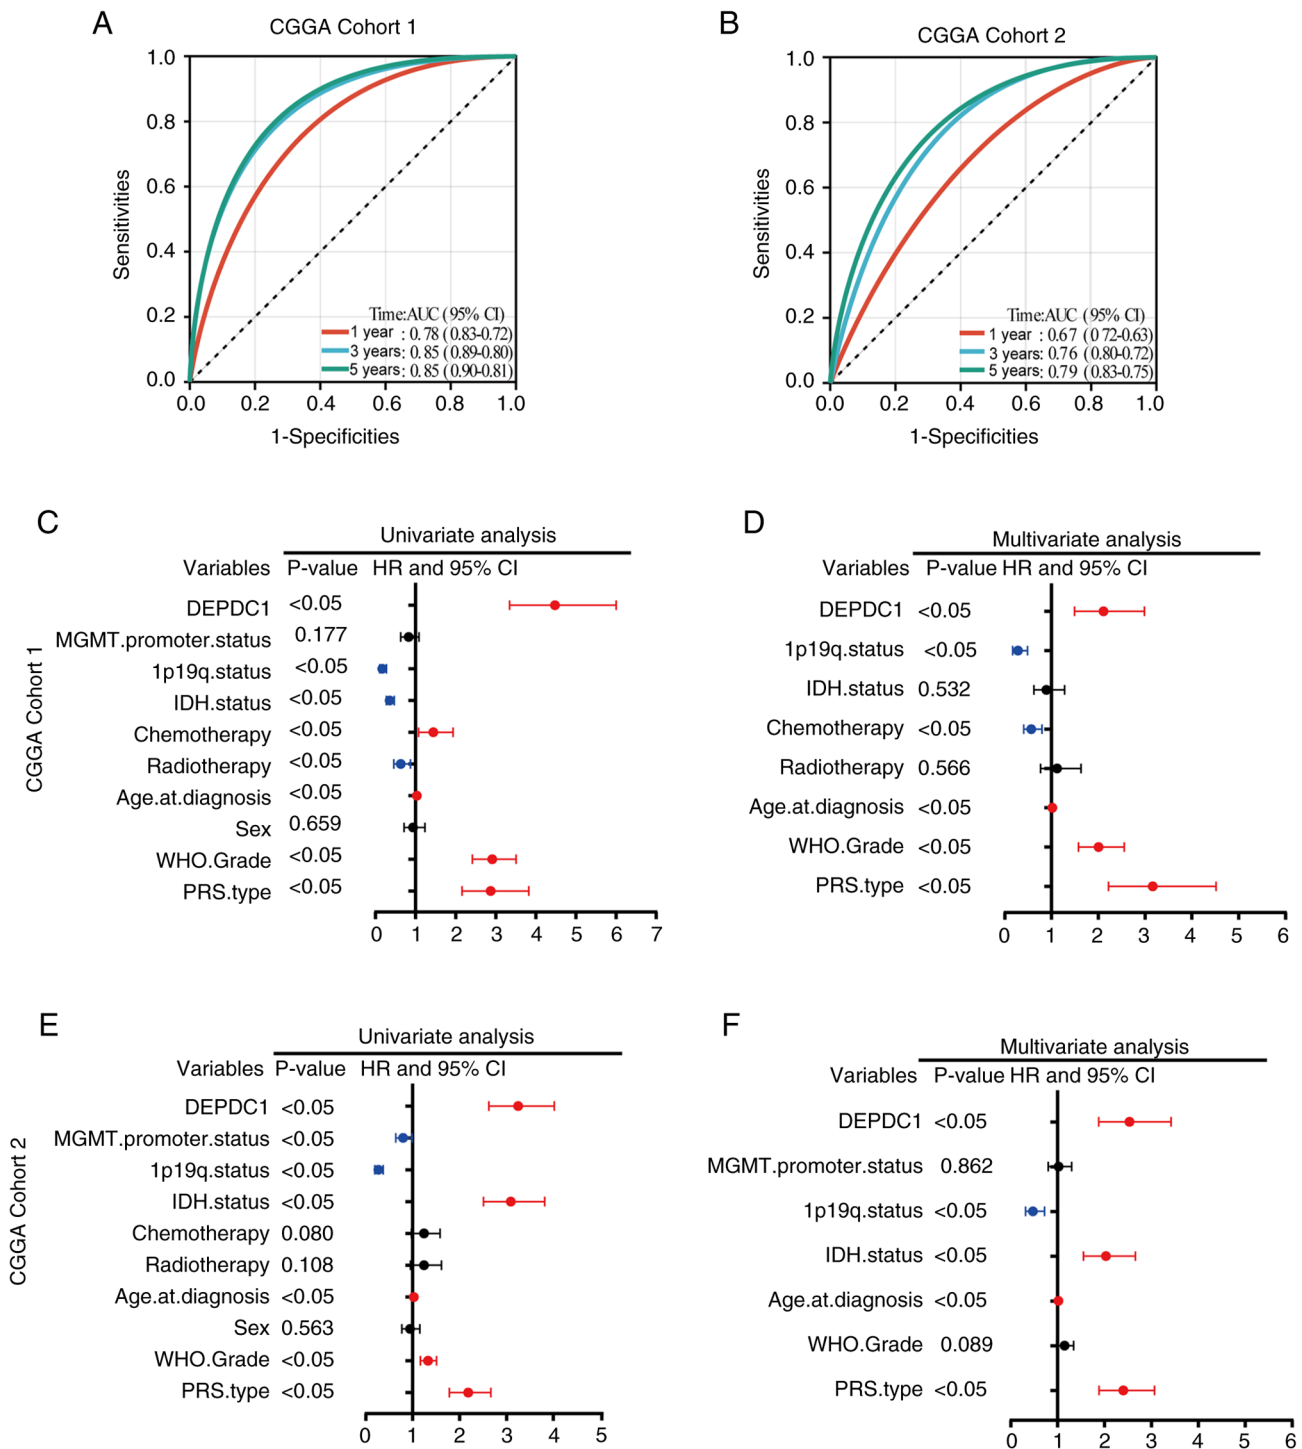 A
CGGA Cohort 1
1.0
0.8
0.6
0.4
0.2
0.0
Sensitivities
Time:AUC (95% CI)
1 year : 0.78 (0.83-0.72)
3 years: 0.85 (0.89-0.80)
5 years: 0.85 (0.90-0.81)
0.0 0.2 0.4 0.6 0.8 1.0
1-Specificities
B
CGGA Cohort 2
1.0
0.8
0.6
0.4
0.2
0.0
Sensitivities
Time:AUC (95% CI)
1 year : 0.67 (0 72-0.63)
3 years: 0.76 (0.80-0.72)
5 years: 0.79 (0.83-0.75)
0.0 0.2 0.4 0.6 0.8 1.0
1-Specificities
C
CGGA Cohort 1
Univariate analysis
Variables P-value HR and 95% CI
DEPDC1 <0.05
MGMT.promoter.status 0.177
1p19q.status <0.05
IDH.status <0.05
Chemotherapy <0.05
Radiotherapy <0.05
Age.at.diagnosis <0.05
Sex 0.659
WHO.Grade <0.05
PRS.type <0.05
0 1 2 3 4 5 6 7
D
Multivariate analysis
Variables P-value HR and 95% CI
DEPDC1 <0.05
1p19q.status <0.05
IDH.status 0.532
Chemotherapy <0.05
Radiotherapy 0.566
Age.at.diagnosis <0.05
WHO.Grade <0.05
PRS.type <0.05
0 1 2 3 4 5 6
E
CGGA Cohort 2
Univariate analysis
Variables P-value HR and 95% CI
DEPDC1 <0.05
MGMT.promoter.status <0.05
1p19q.status <0.05
IDH.status <0.05
Chemotherapy 0.080
Radiotherapy 0.108
Age.at.diagnosis <0.05
Sex 0.563
WHO.Grade <0.05
PRS.type <0.05
0 1 2 3 4 5
F
Multivariate analysis
Variables P-value HR and 95% CI
DEPDC1 <0.05
MGMT.promoter.status 0.862
1p19q.status <0.05
IDH.status <0.05
Age.at.diagnosis <0.05
WHO.Grade 0.089
PRS.type <0.05
0 1 2 3 4 5 6